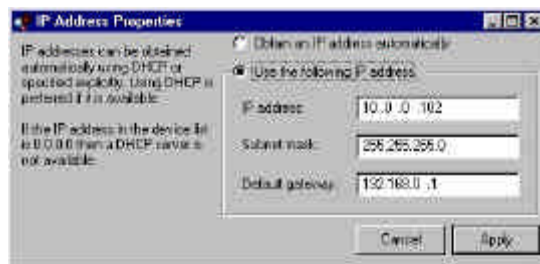 IP Address Properties
IP addresses can be obtained
automatically using DHCP or
specified explicitly. Using DHCP is
preferred if it is available.
If the IP address in the device list
is 0.0.0.0 then a DHCP server is
not available.
Obtain an IP address automatically
Use the following IP address
IP address:
10 .0 .0 .102
Subnet mask:
255.255.255.0
Default gateway:
192.168.0 .1
Cancel
Apply